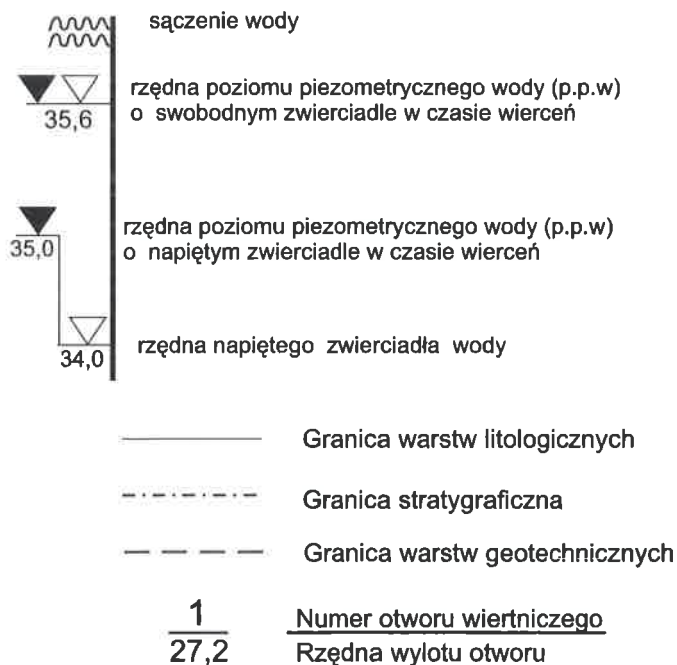 sączenie wody
rzędna poziomu piezometrycznego wody (p.p.w)
35,6 o swobodnym zwierciadle w czasie wierceń
rzędna poziomu piezometrycznego wody (p.p.w)
35,0 o napiętym zwierciadle w czasie wierceń
34,0 rzędna napiętego zwierciadła wody
Granica warstw litologicznych
Granica stratygraficzna
Granica warstw geotechnicznych
1 Numer otworu wiertniczego
27,2 Rzędna wylotu otworu